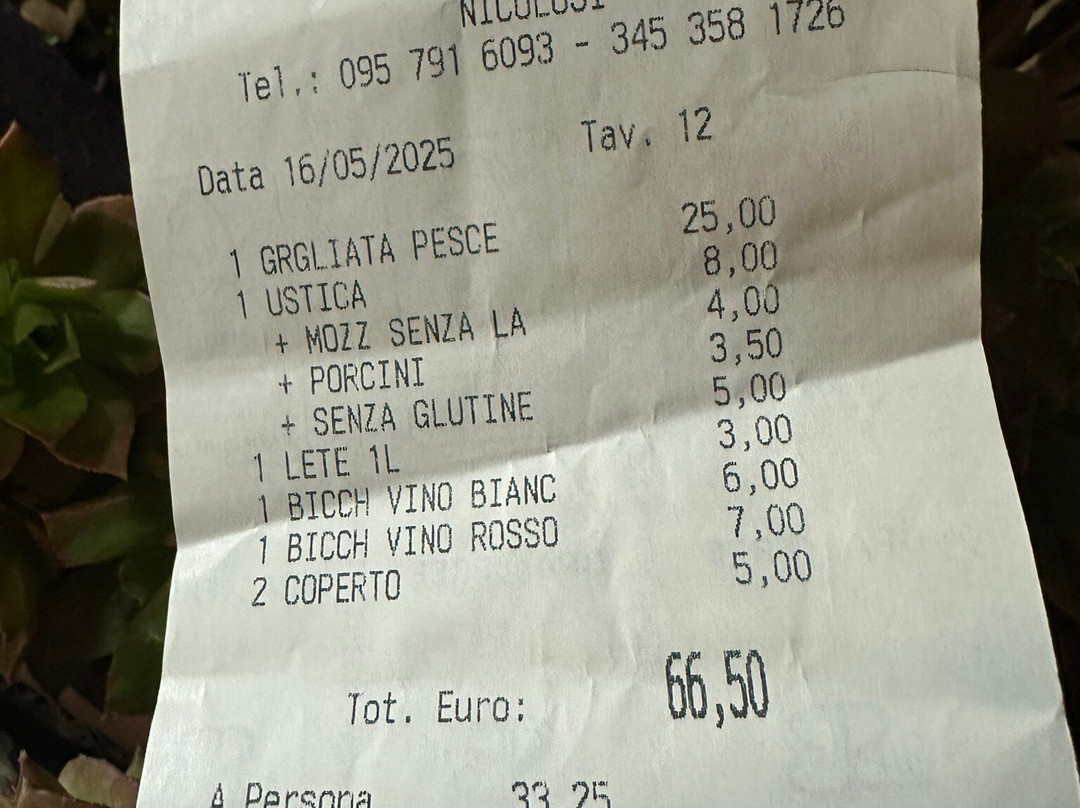 NICOLOSI
Tel.: 095 791 6093 - 345 358 1726
Data 16/05/2025 Tav. 12
1 GRGLIATA PESCE 25,00
1 USTICA 8,00
+ MOZZ SENZA LA 4,00
+ PORCINI 3,50
+ SENZA GLUTINE 5,00
1 LETE 1L 3,00
1 BICCH VINO BIANC 6,00
1 BICCH VINO ROSSO 7,00
2 COPERTO 5,00
Tot. Euro: 66,50
A Persona 33,25